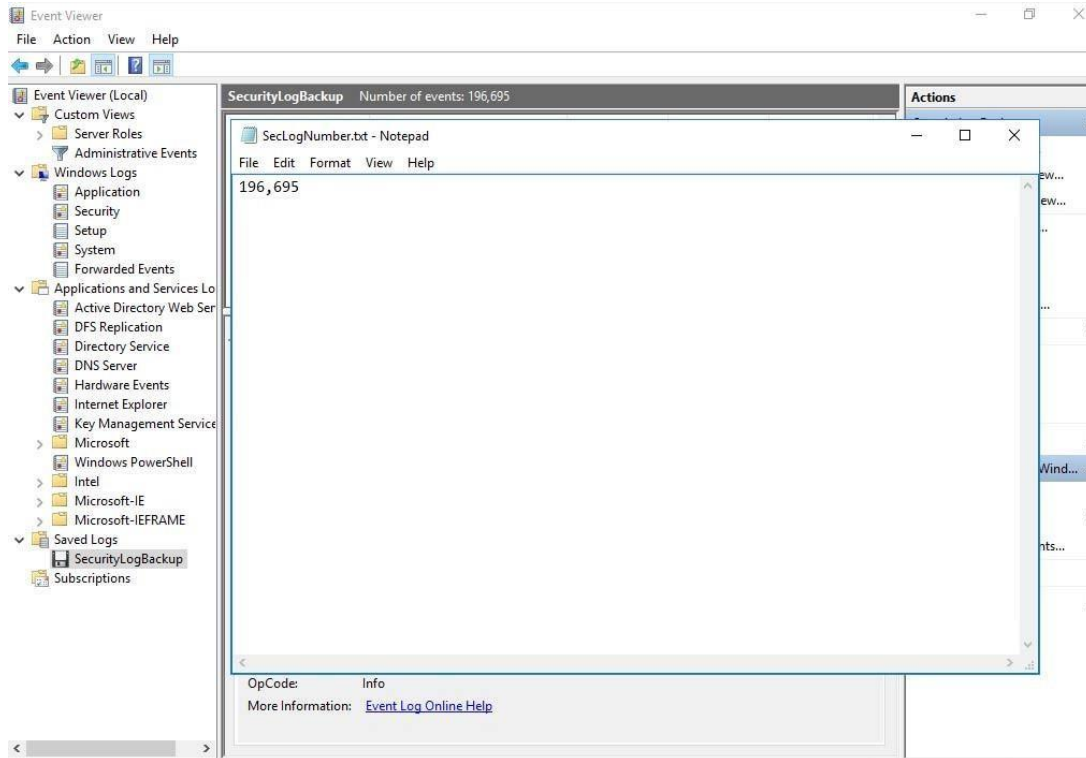 Event Viewer
File Action View Help
Event Viewer (Local)
Custom Views
Server Roles
Administrative Events
Windows Logs
Application
Security
Setup
System
Forwarded Events
Applications and Services Lo
Active Directory Web Ser
DFS Replication
Directory Service
DNS Server
Hardware Events
Internet Explorer
Key Management Service
Microsoft
Windows PowerShell
Intel
Microsoft-IE
Microsoft-IEFRAME
Saved Logs
SecurityLogBackup
Subscriptions
SecurityLogBackup Number of events: 196,695
SecLogNumber.txt - Notepad
File Edit Format View Help
196,695
OpCode: Info
More Information: Event Log Online Help
Actions
ew...
ew...
...
...
Wind...
nts...